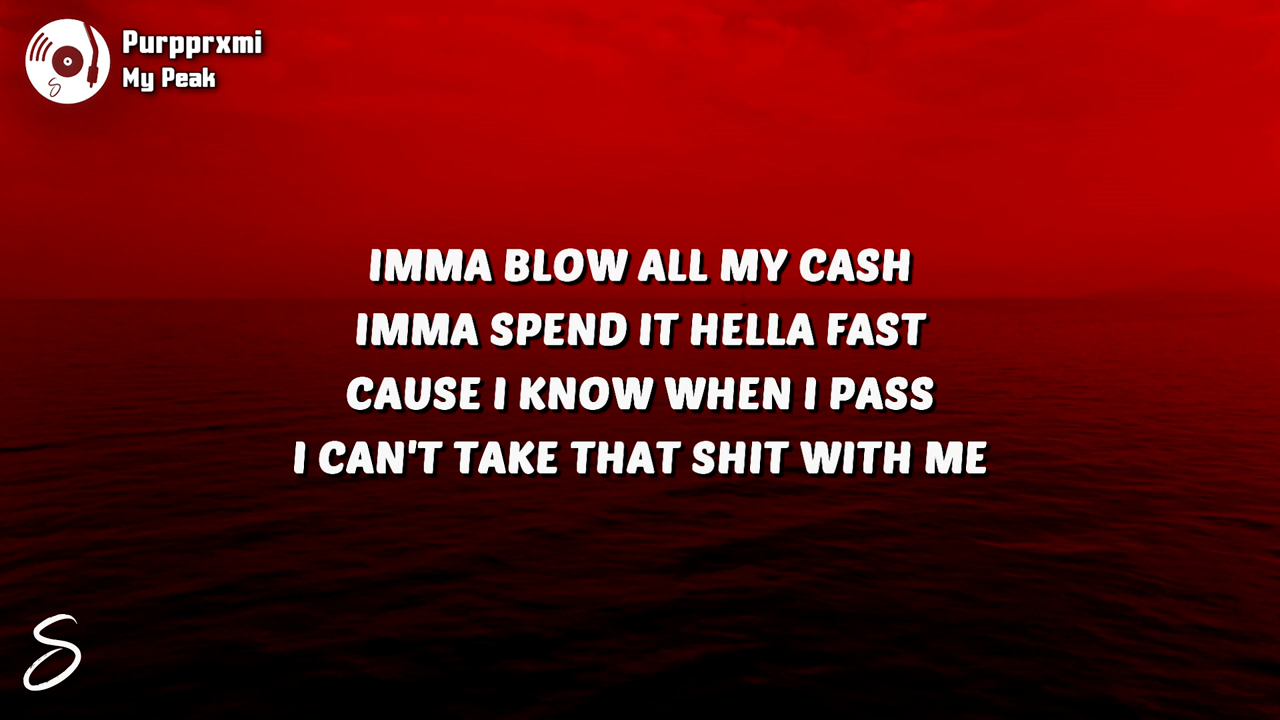 Purpprxmi
My Peak
IMMA BLOW ALL MY CASH
IMMA SPEND IT HELLA FAST
CAUSE I KNOW WHEN I PASS
I CAN'T TAKE THAT SHIT WITH ME
S